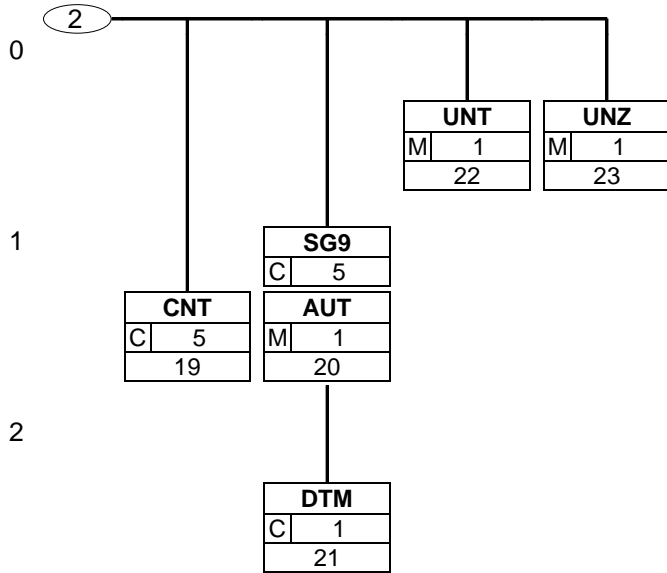 2
0
UNT UNZ
M 1 M 1
22 23
1
SG9
C 5
CNT AUT
C 5 M 1
19 20
2
DTM
C 1
21